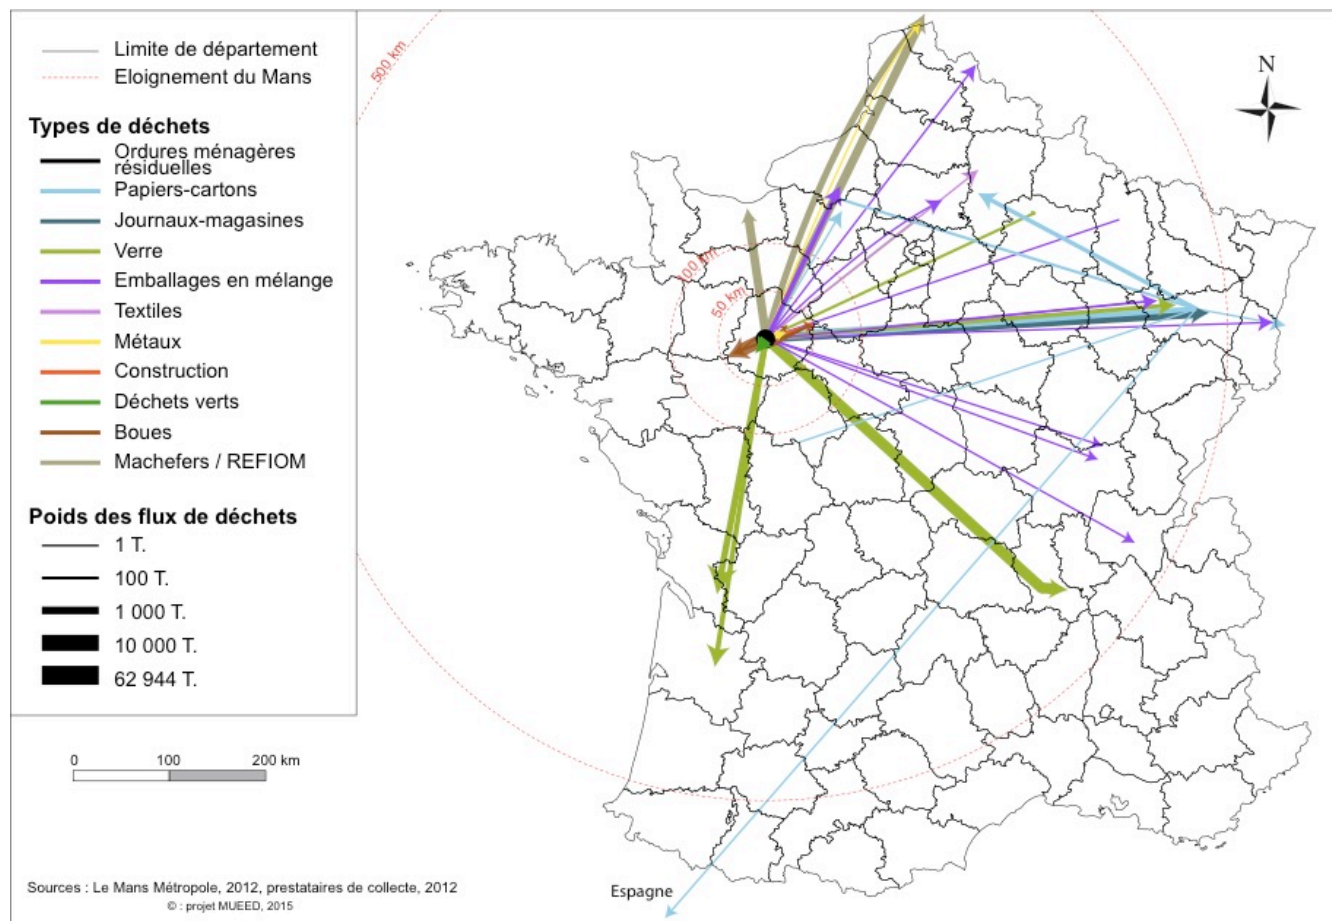 Limite de département
Eloignement du Mans
Types de déchets
Ordures ménagères
résiduelles
Papiers-cartons
Journaux-magasines
Verre
Emballages en mélange
Textiles
Métaux
Construction
Déchets verts
Boues
Machefers / REFIOM
Poids des flux de déchets
1 T.
100 T.
1 000 T.
10 000 T.
62 944 T.
0 100 200 km
Sources : Le Mans Métropole, 2012, prestataires de collecte, 2012
© : projet MUEED, 2015
500 km
N
100 km
50 km
Espagne